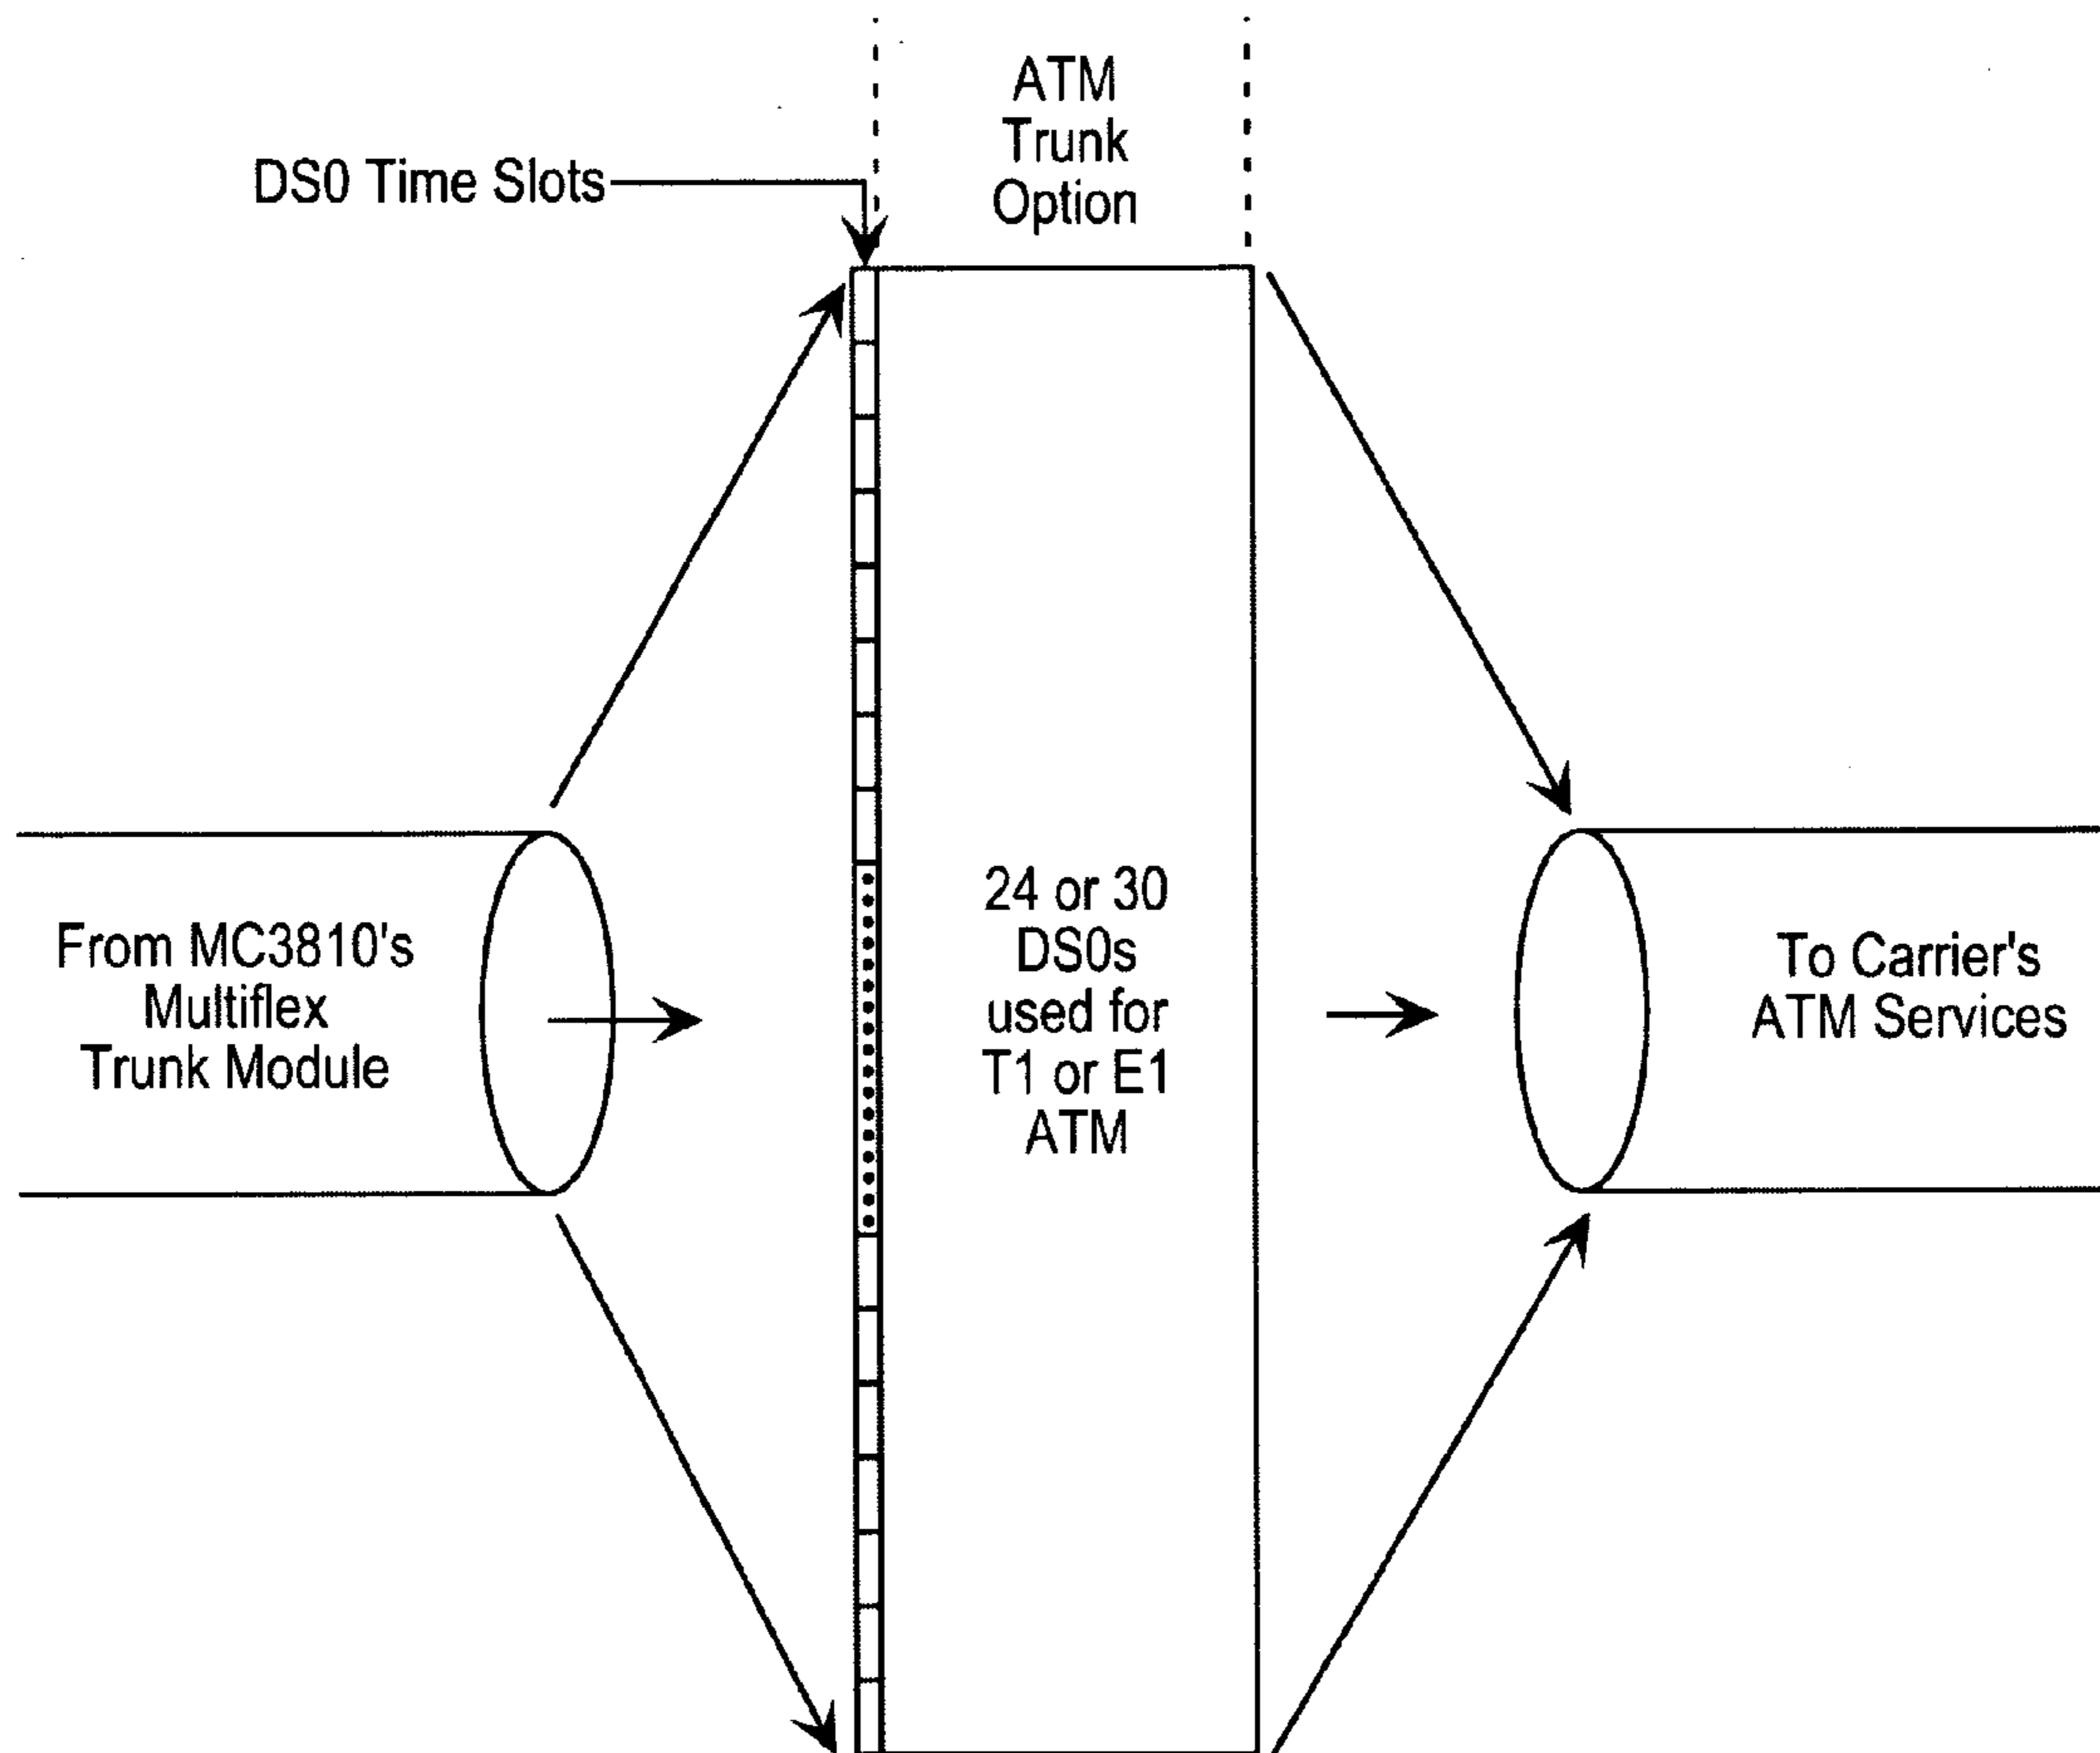 ATM
Trunk
Option
DS0 Time Slots
From MC3810's
Multiflex
Trunk Module
24 or 30
DS0s
used for
T1 or E1
ATM
To Carrier's
ATM Services